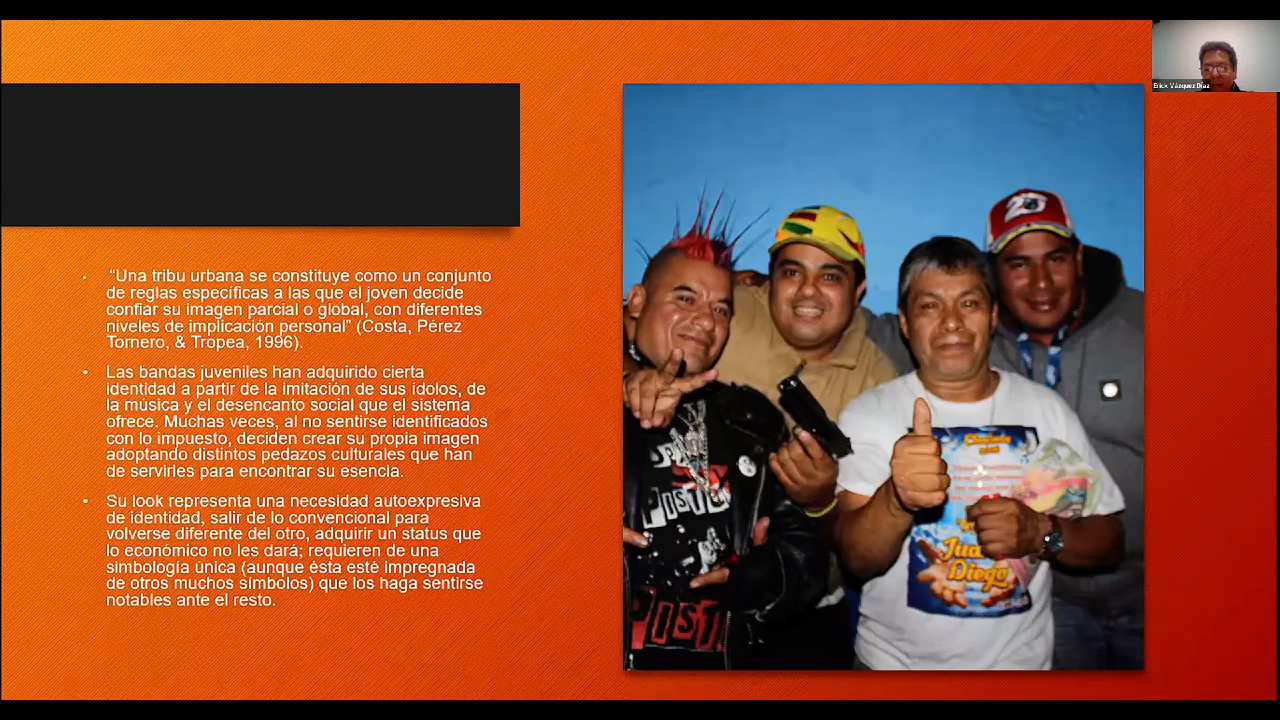 Erick Vázquez Díaz
• “Una tribu urbana se constituye como un conjunto
de reglas específicas a las que el joven decide
confiar su imagen parcial o global, con diferentes
niveles de implicación personal” (Costa, Pérez
Tornero, & Tropea, 1996).
• Las bandas juveniles han adquirido cierta
identidad a partir de la imitación de sus ídolos, de
la música y el desencanto social que el sistema
ofrece. Muchas veces, al no sentirse identificados
con lo impuesto, deciden crear su propia imagen
adoptando distintos pedazos culturales que han
de servirles para encontrar su esencia.
• Su look representa una necesidad autoexpresiva
de identidad, salir de lo convencional para
volverse diferente del otro, adquirir un status que
lo económico no les dará; requieren de una
simbología única (aunque ésta esté impregnada
de otros muchos símbolos) que los haga sentirse
notables ante el resto.
23
PISTO
Juan
Diego
PIST